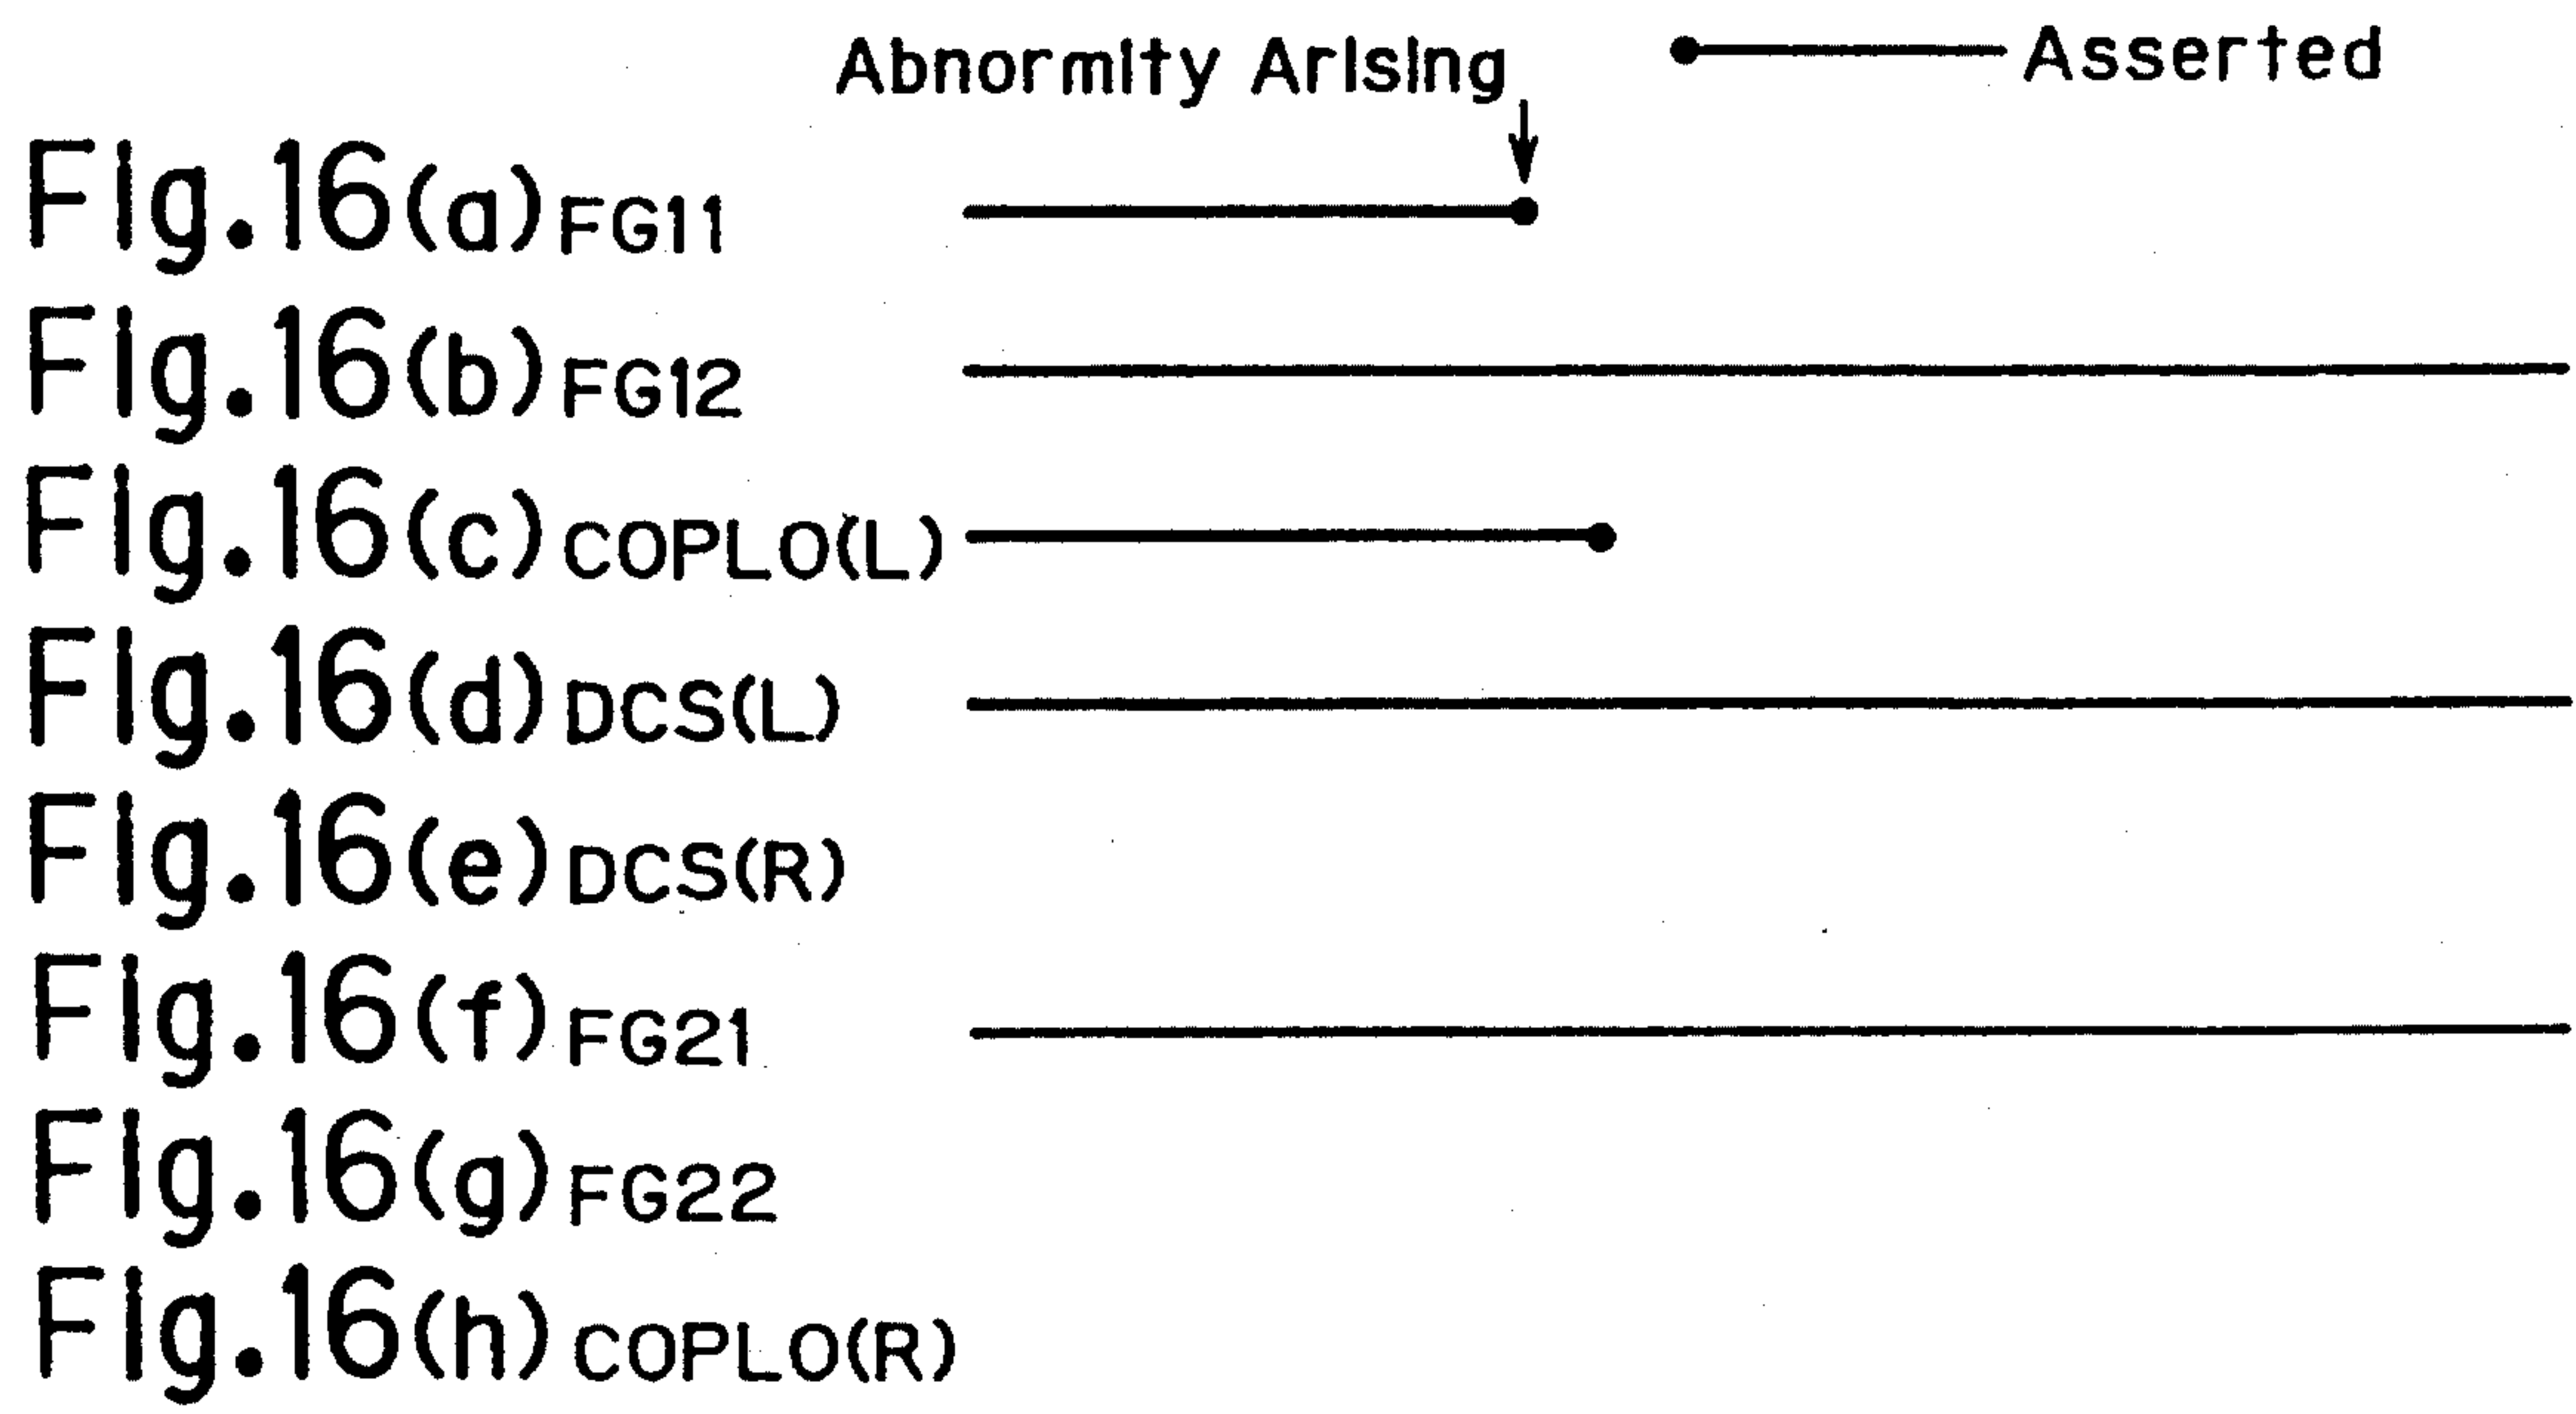 Abnormity Arising
Asserted
Fig.16(a) FG11
Fig.16(b) FG12
Fig.16(c) COPLO(L)
Fig.16(d) DCS(L)
Fig.16(e) DCS(R)
Fig.16(f) FG21
Fig.16(g) FG22
Fig.16(h) COPLO(R)